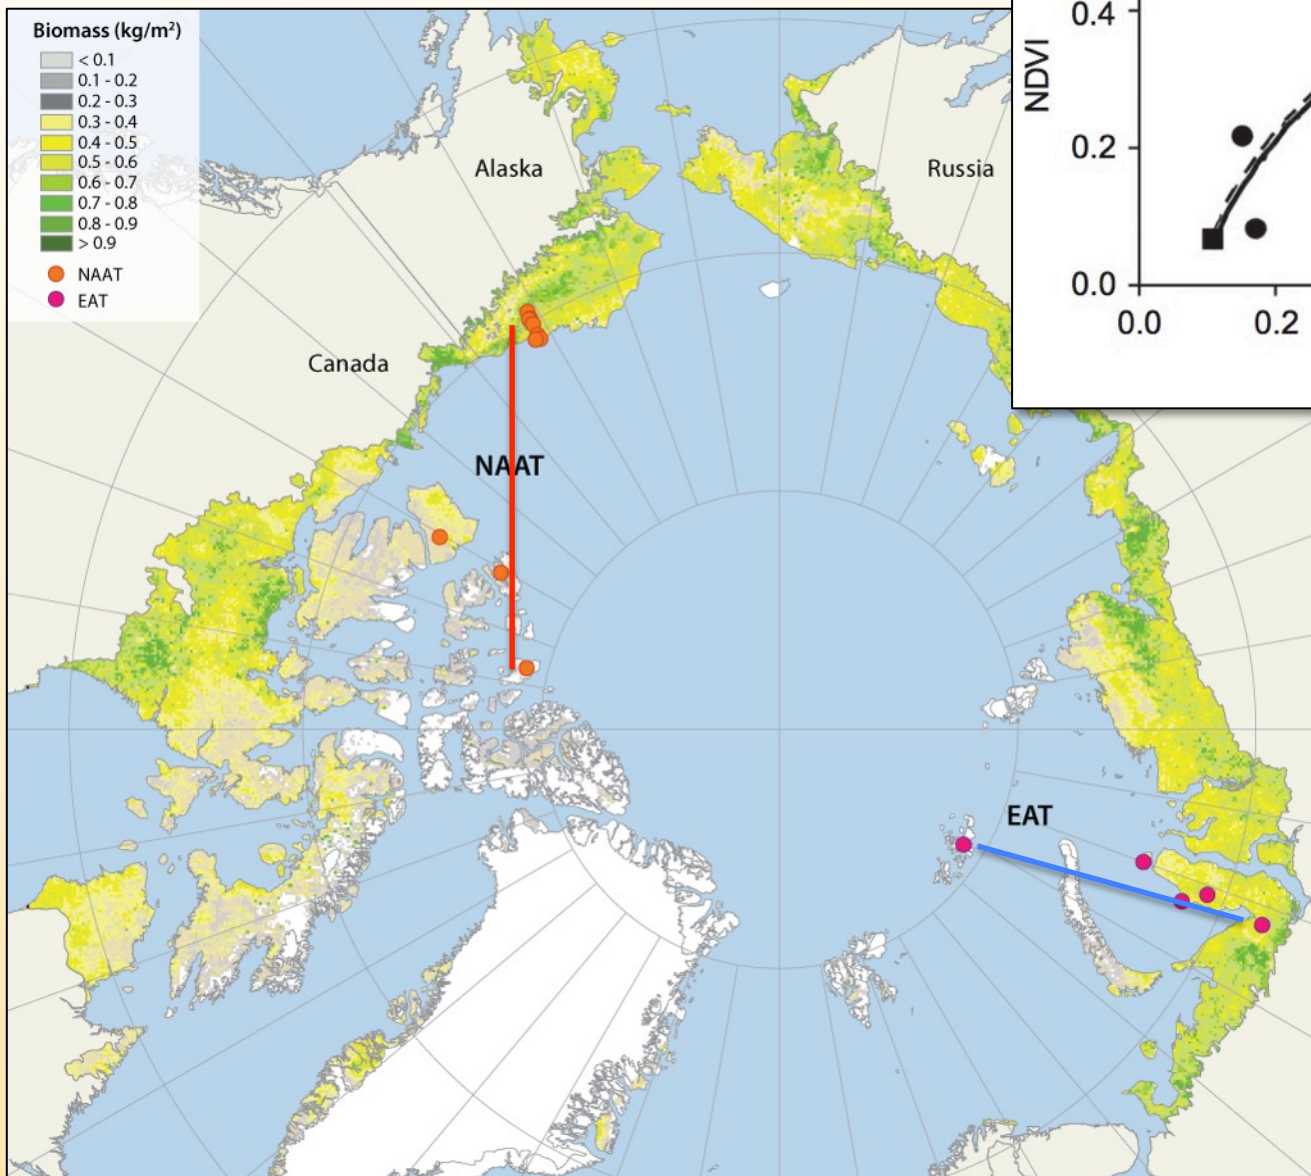 Biomass (kg/m²)
< 0.1
0.1 - 0.2
0.2 - 0.3
0.3 - 0.4
0.4 - 0.5
0.5 - 0.6
0.6 - 0.7
0.7 - 0.8
0.8 - 0.9
> 0.9
NAAT
EAT
Alaska
Russia
Canada
NAAT
EAT
NDVI
0.4
0.2
0.0
0.0
0.2